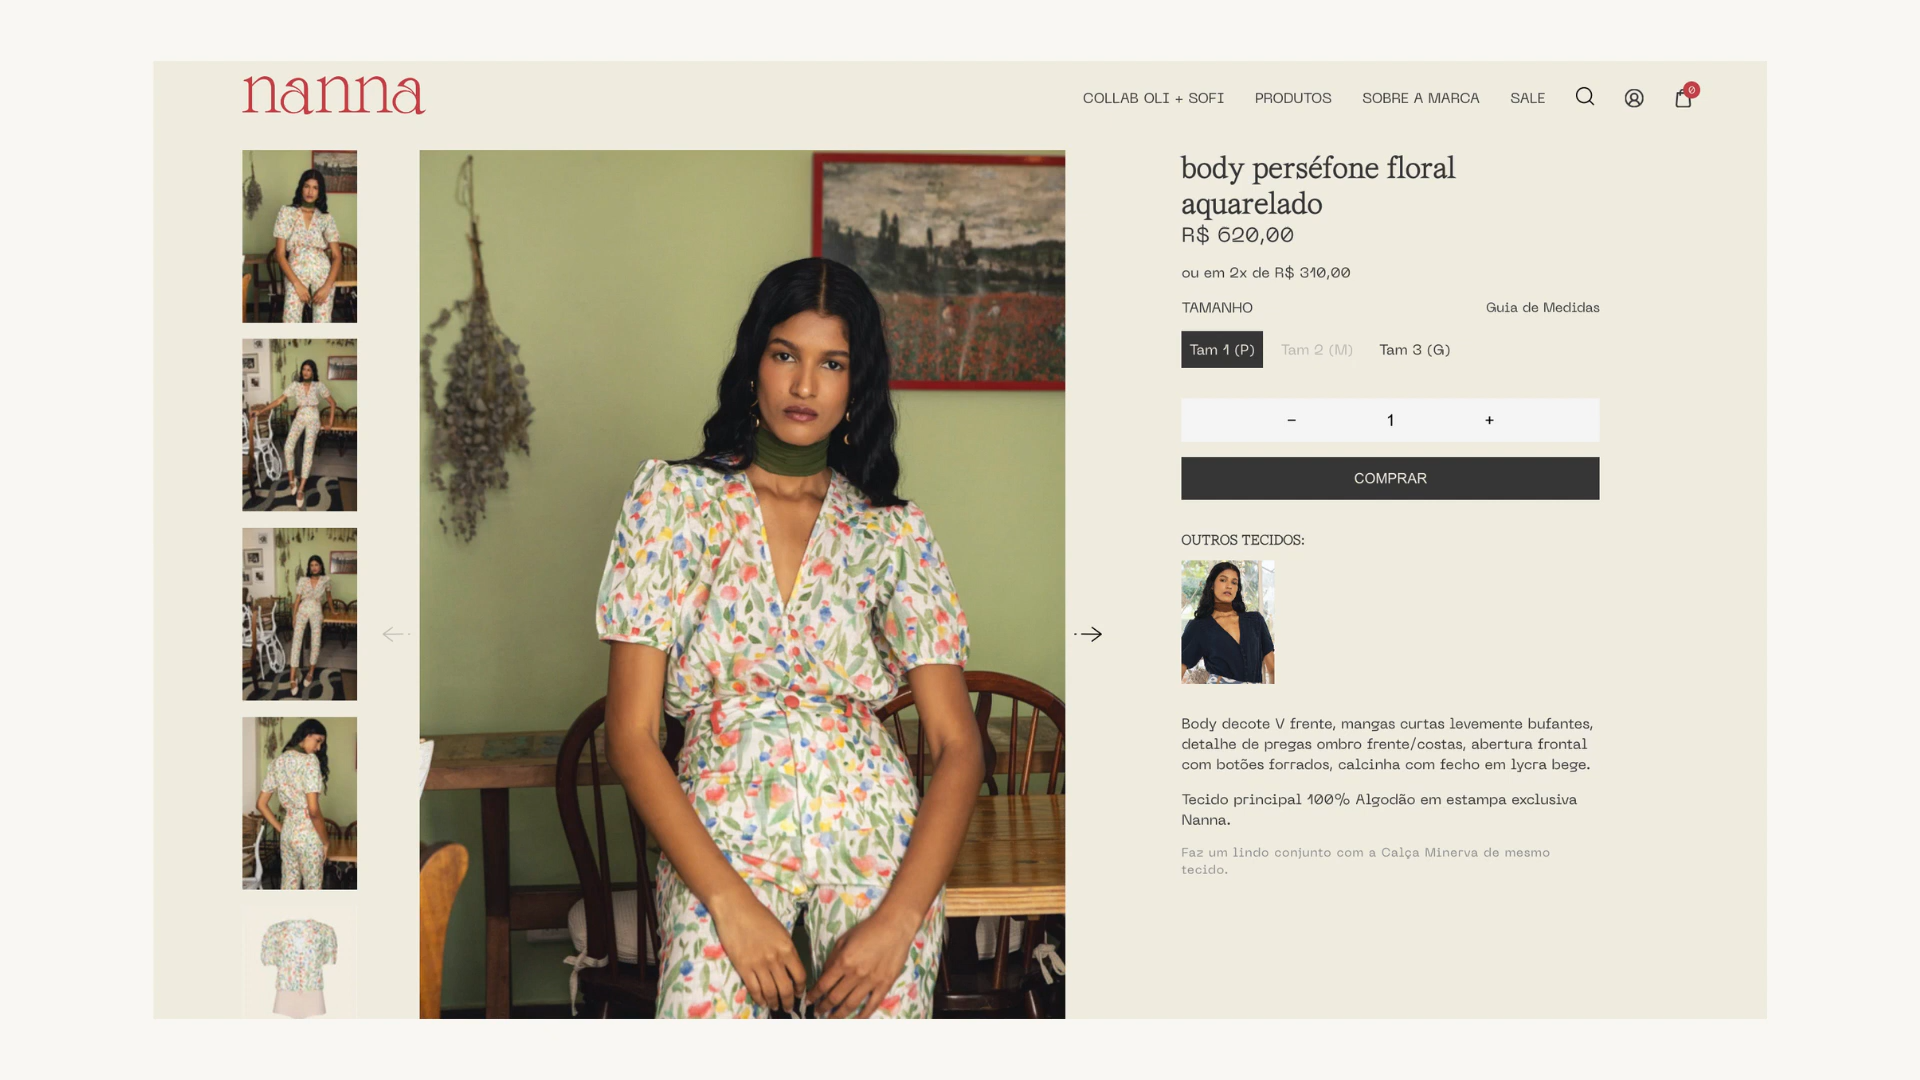 nanna
COLLAB OLI + SOFI
PRODUTOS
SOBRE A MARCA
SALE
0
body perséfone floral
aquarelado
R$ 620,00
ou em 2x de R$ 310,00
TAMANHO
Guia de Medidas
Tam 1 (P)
Tam 2 (M)
Tam 3 (G)
− 1 +
COMPRAR
OUTROS TECIDOS:
Body decote V frente, mangas curtas levemente bufantes,
detalhe de pregas ombro frente/costas, abertura frontal
com botões forrados, calcinha com fecho em lycra bege.
Tecido principal 100% Algodão em estampa exclusiva
Nanna.
Faz um lindo conjunto com a Calça Minerva de mesmo
tecido.